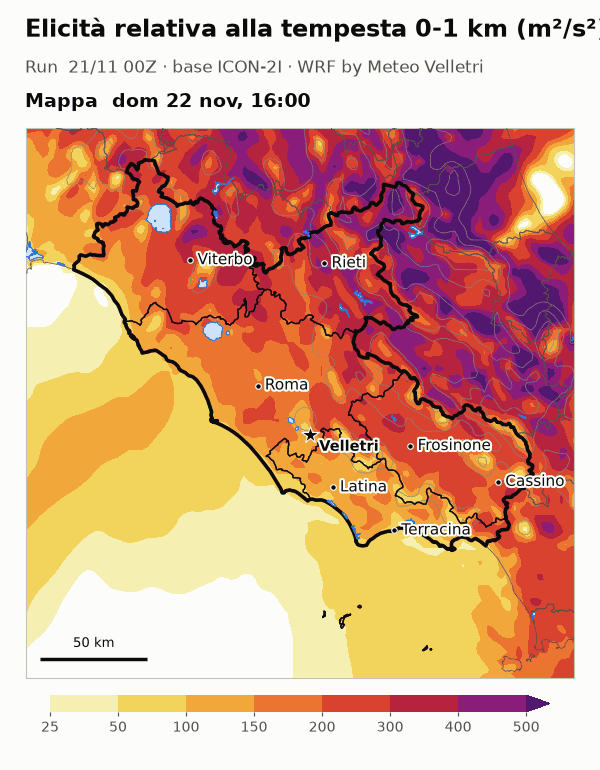 Elicità relativa alla tempesta 0-1 km (m²/s²)
Run 21/11 00Z · base ICON-2I · WRF by Meteo Velletri
Mappa dom 22 nov, 16:00
Viterbo
Rieti
Roma
Velletri
Frosinone
Latina
Cassino
Terracina
50 km
25 50 100 150 200 300 400 500